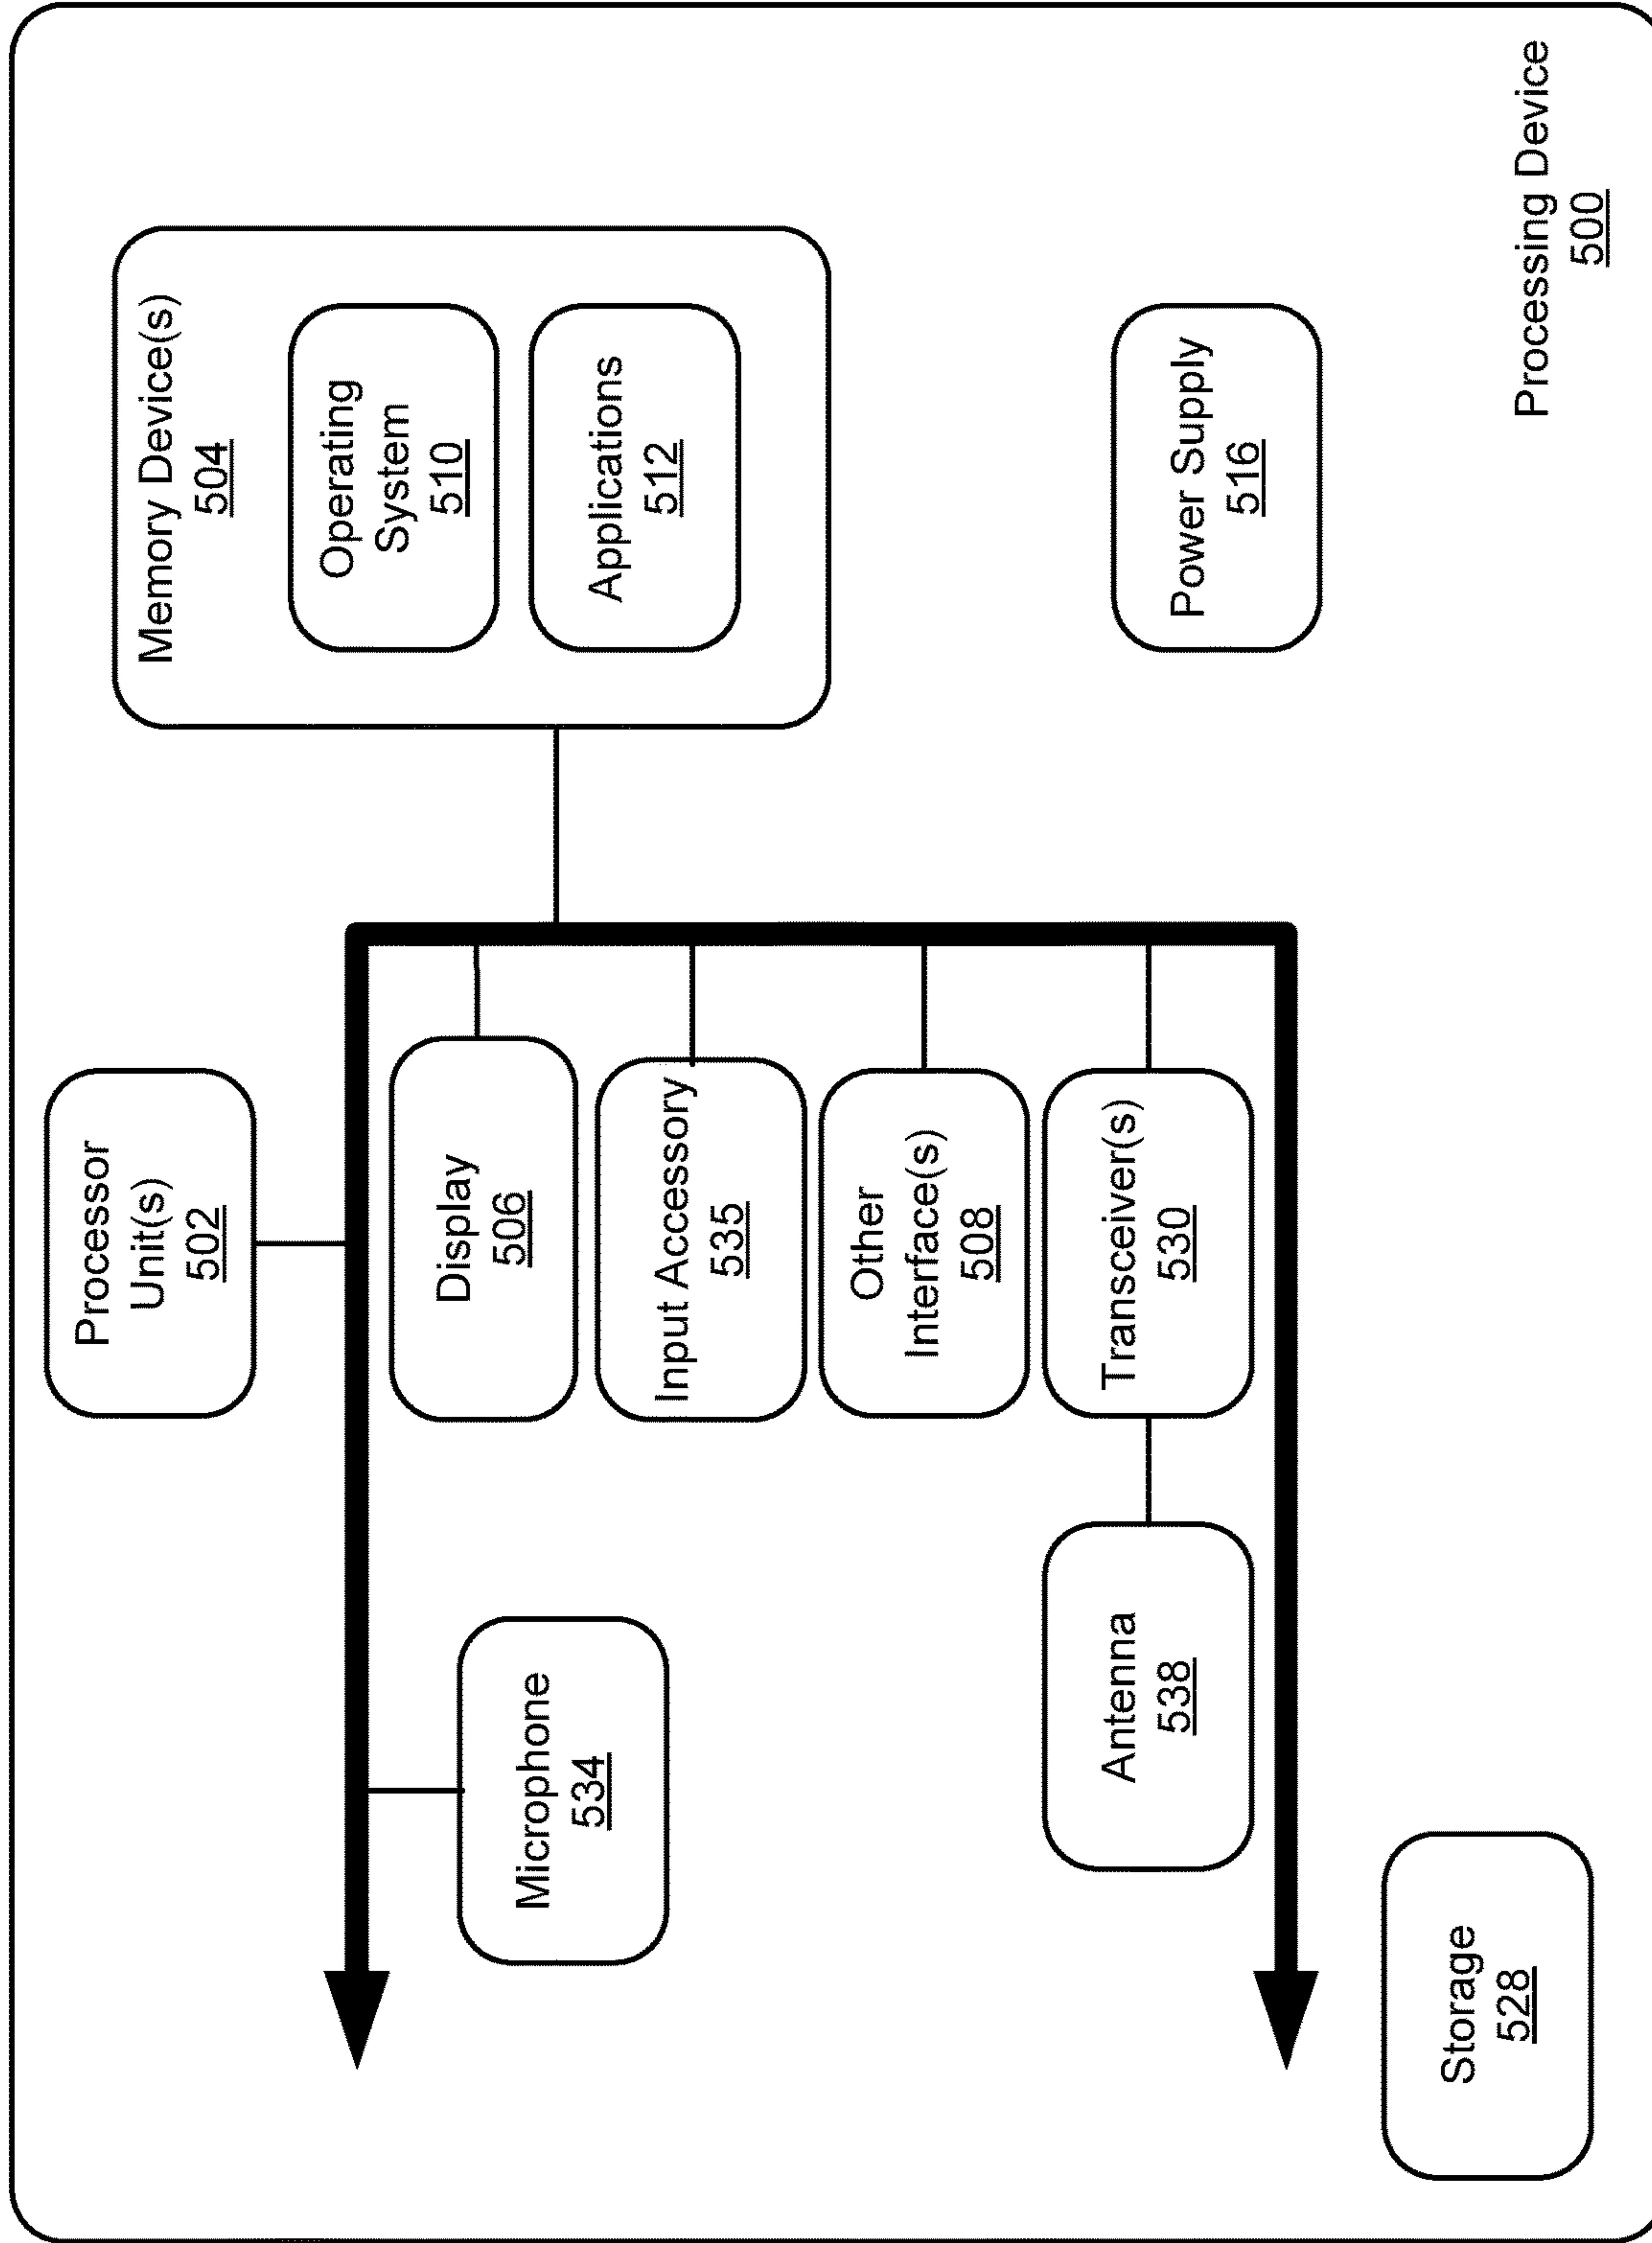 Processor
Unit(s)
502
Memory Device(s)
504
Operating
System
510
Applications
512
Display
506
Microphone
534
Input Accessory
535
Other
Interface(s)
508
Antenna
538
Transceiver(s)
530
Power Supply
516
Storage
528
Processing Device
500